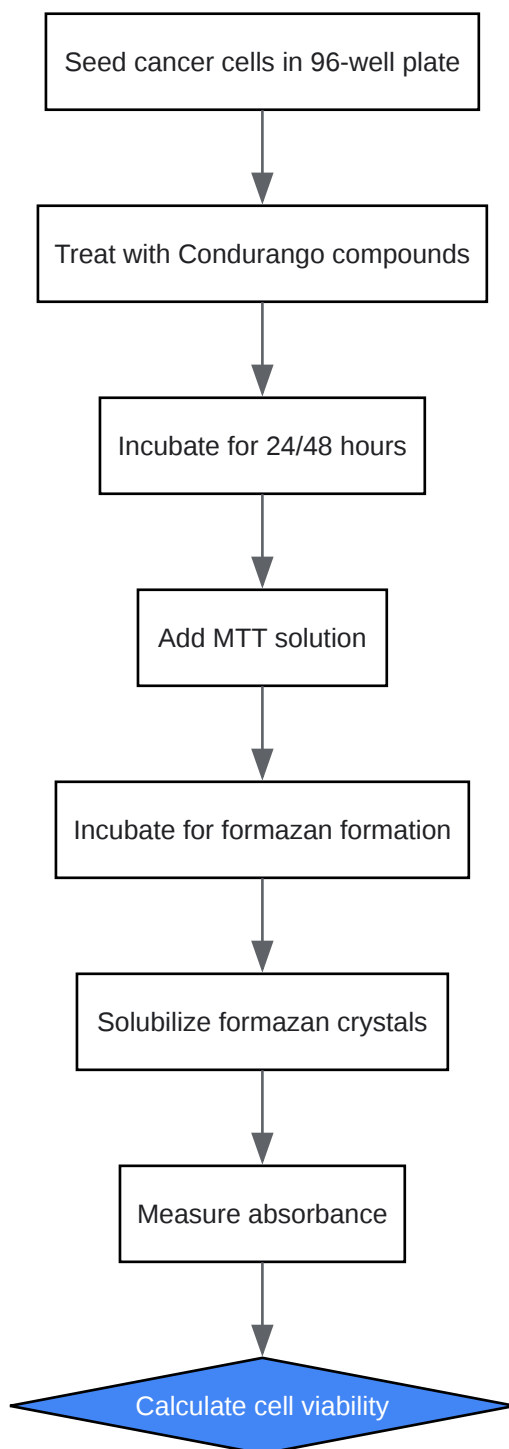 Seed cancer cells in 96-well plate
Treat with Condurango compounds
Incubate for 24/48 hours
Add MTT solution
Incubate for formazan formation
Solubilize formazan crystals
Measure absorbance
Calculate cell viability